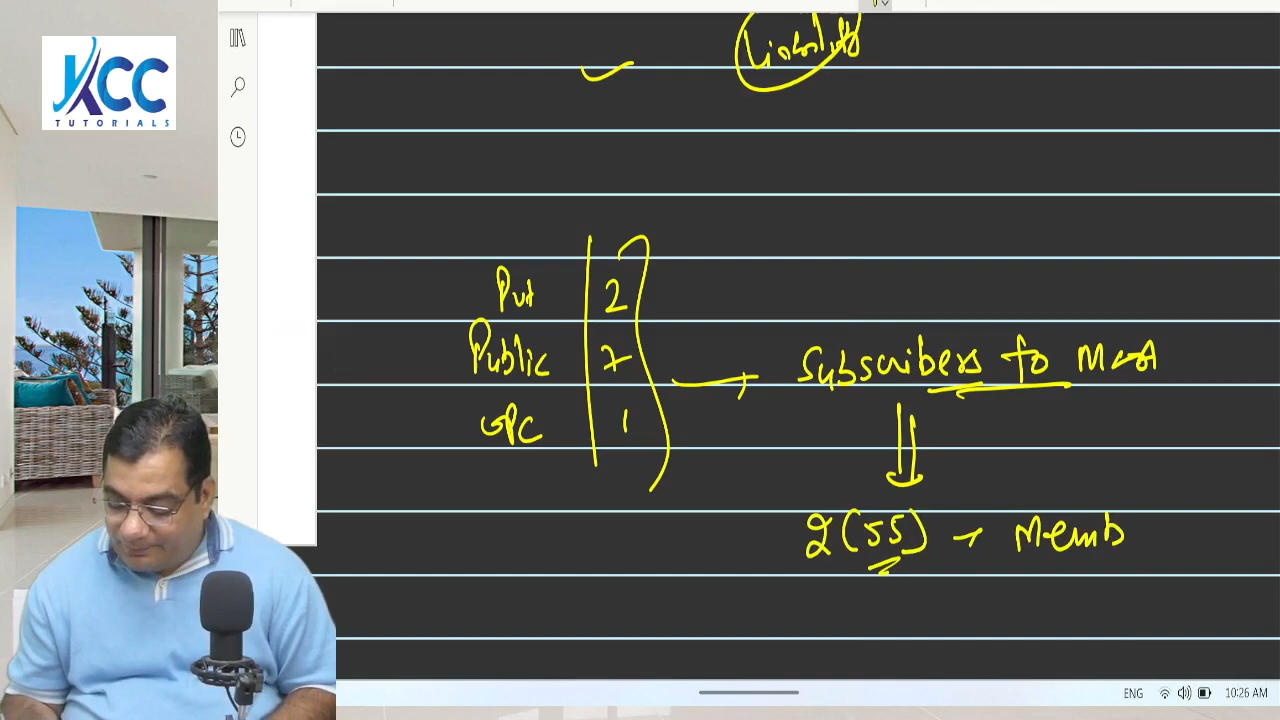 KCC
TUTORIALS
Liability
Pvt 2
Public 7
OPC 1
Subscribers to MOA
2(55) → Memb
ENG 10:26 AM